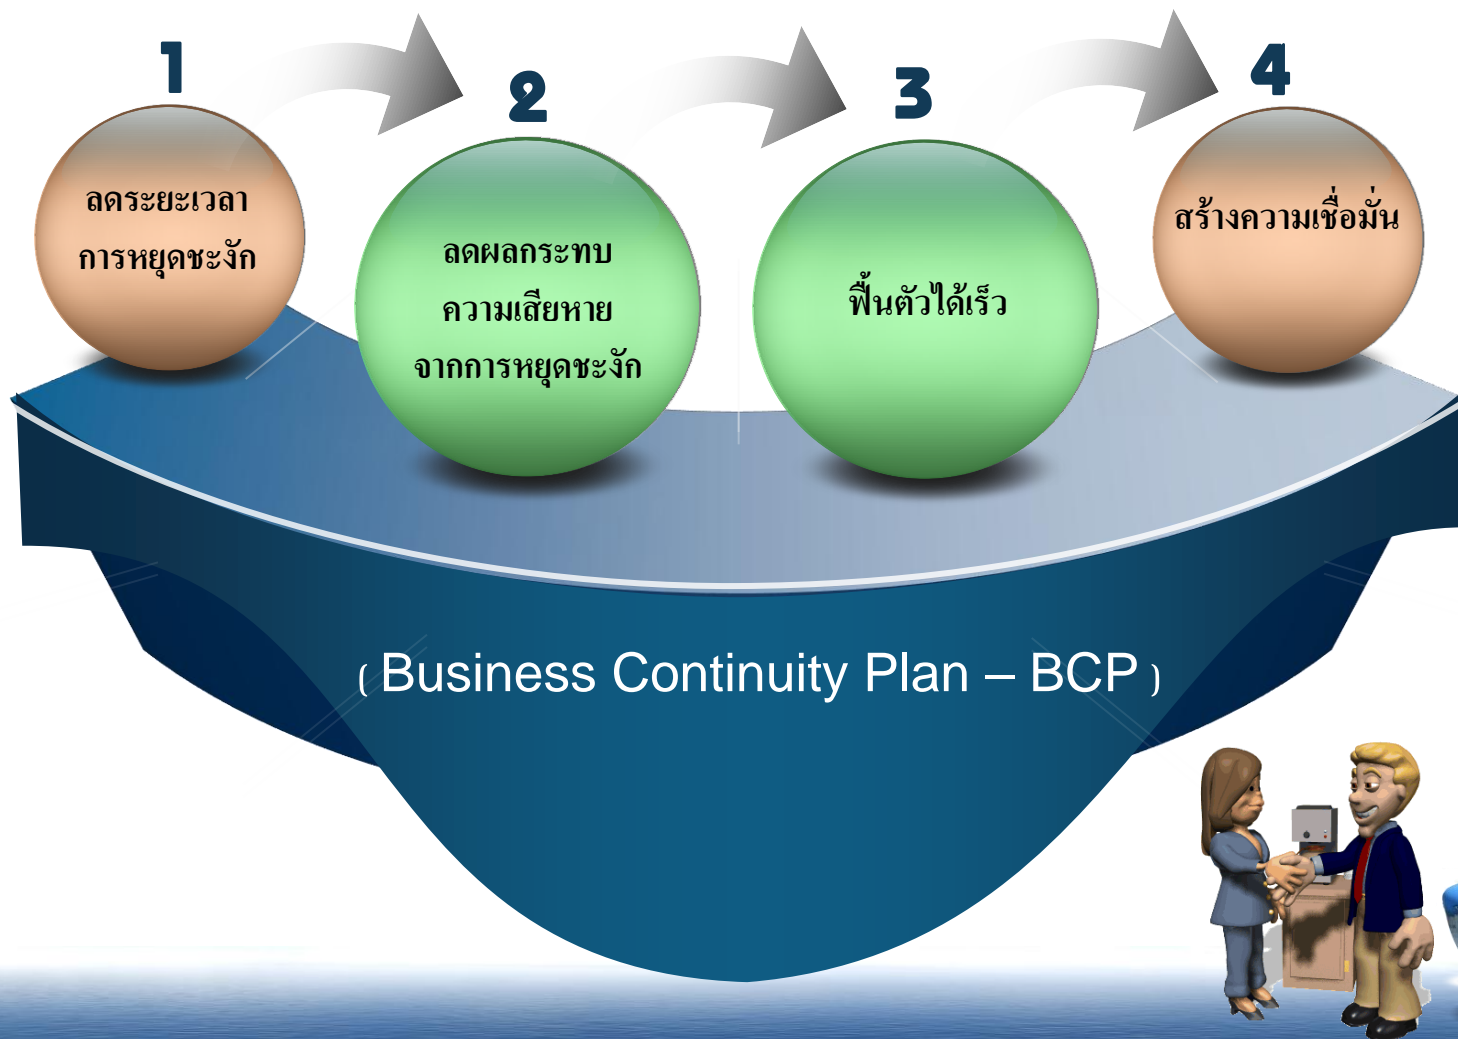 1
ลดระยะเวลา
การหยุดชะงัก
2
ลดผลกระทบ
ความเสียหาย
จากการหยุดชะงัก
3
ฟื้นตัวได้เร็ว
4
สร้างความเชื่อมั่น
( Business Continuity Plan – BCP )